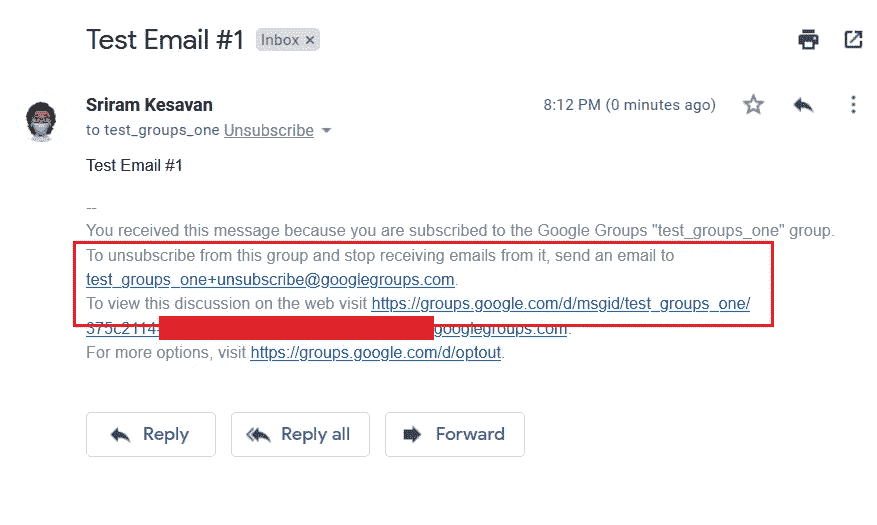 Test Email #1 Inbox ×
Sriram Kesavan 8:12 PM (0 minutes ago)
to test_groups_one Unsubscribe
Test Email #1
--
You received this message because you are subscribed to the Google Groups "test_groups_one" group.
To unsubscribe from this group and stop receiving emails from it, send an email to
test_groups_one+unsubscribe@googlegroups.com.
To view this discussion on the web visit https://groups.google.com/d/msgid/test_groups_one/
375c2114- googlegroups.com.
For more options, visit https://groups.google.com/d/optout.
Reply Reply all Forward